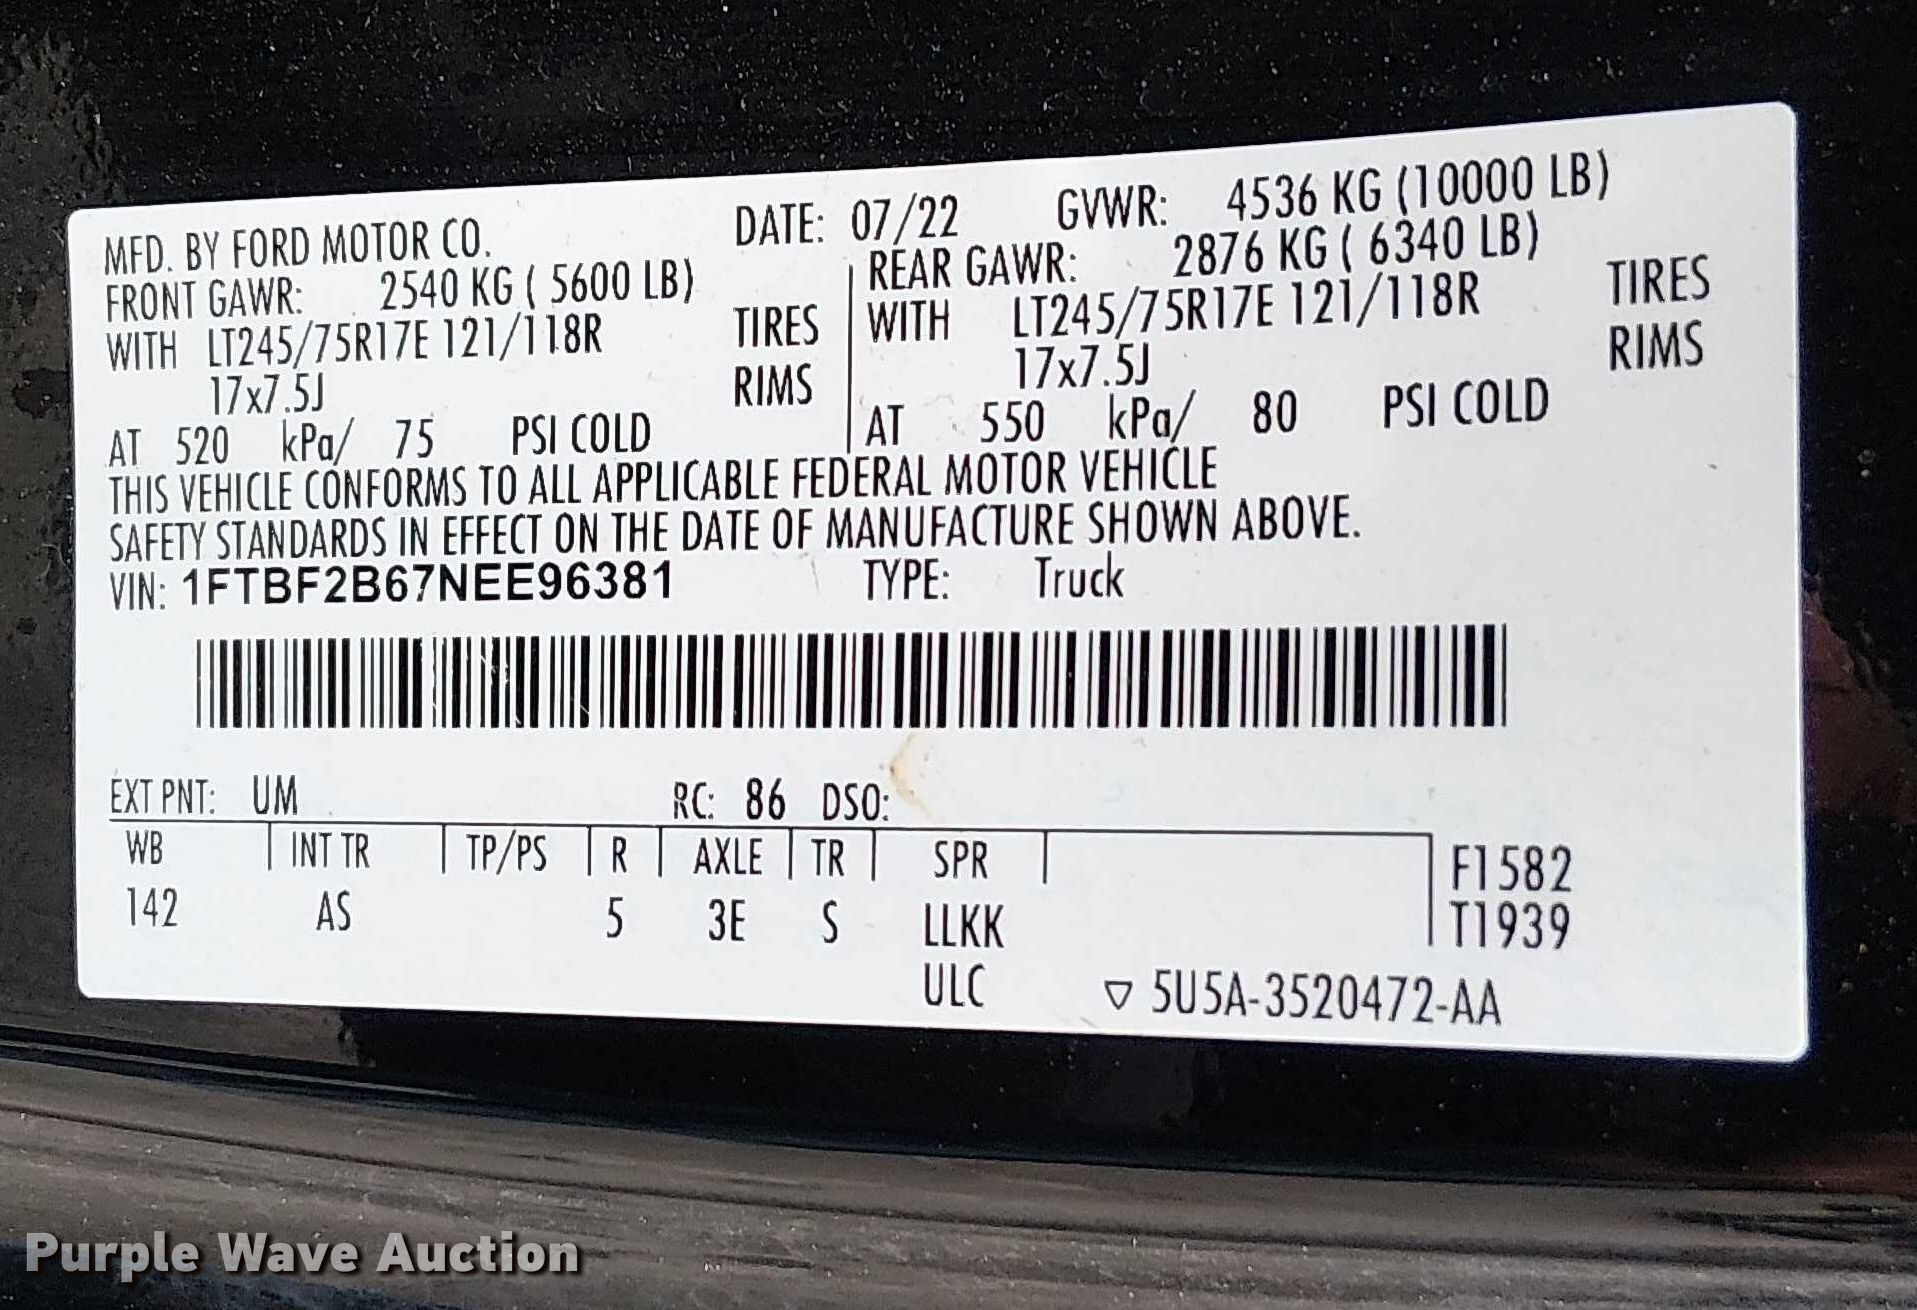 MFD. BY FORD MOTOR CO. DATE: 07/22 GVWR: 4536 KG (10000 LB)
FRONT GAWR: 2540 KG ( 5600 LB) REAR GAWR: 2876 KG ( 6340 LB)
WITH LT245/75R17E 121/118R TIRES WITH LT245/75R17E 121/118R TIRES
17x7.5J RIMS 17x7.5J RIMS
AT 520 kPa/ 75 PSI COLD AT 550 kPa/ 80 PSI COLD
THIS VEHICLE CONFORMS TO ALL APPLICABLE FEDERAL MOTOR VEHICLE
SAFETY STANDARDS IN EFFECT ON THE DATE OF MANUFACTURE SHOWN ABOVE.
VIN: 1FTBF2B67NEE96381 TYPE: Truck
EXT PNT: UM RC: 86 DSO:
WB INT TR TP/PS R AXLE TR SPR F1582
142 AS 5 3E S LLKK T1939
ULC ▽ 5U5A-3520472-AA
Purple Wave Auction